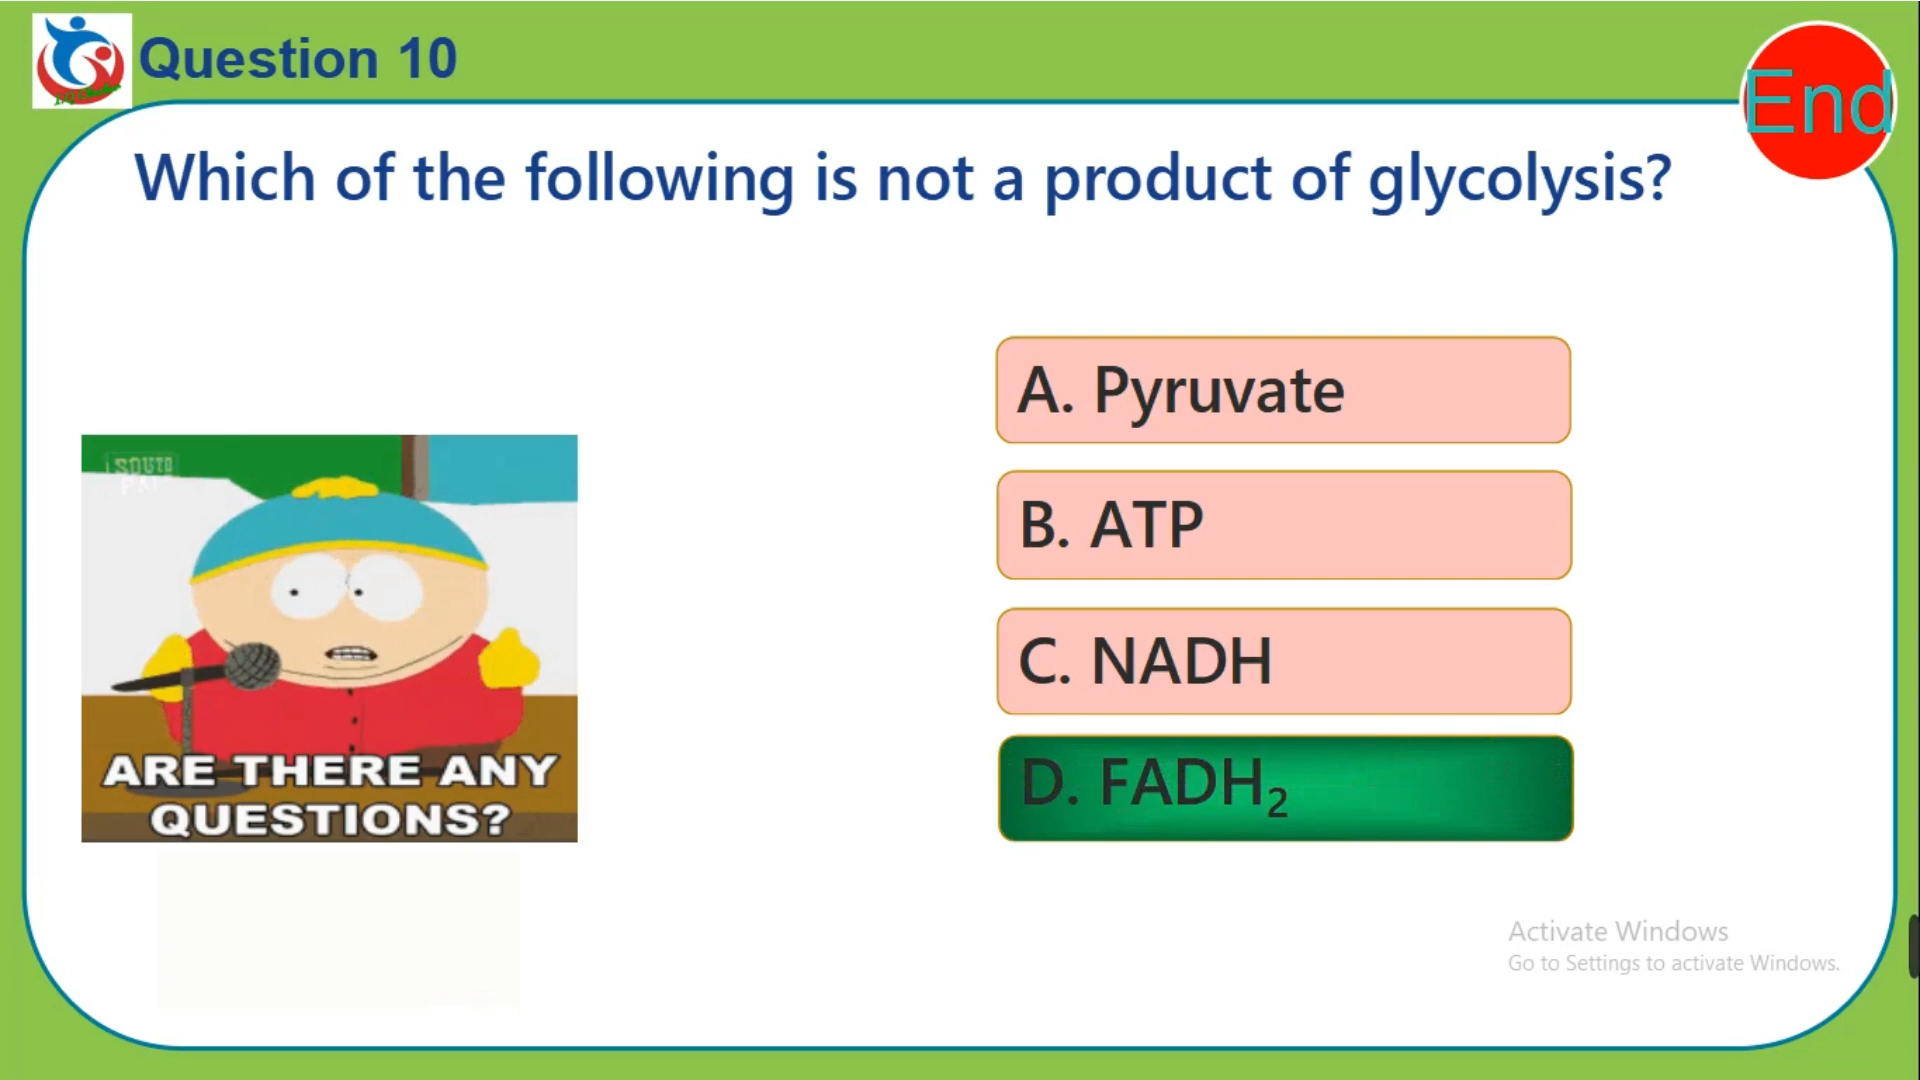 Question 10
End
Which of the following is not a product of glycolysis?
A. Pyruvate
B. ATP
C. NADH
D. FADH₂
ARE THERE ANY
QUESTIONS?
Activate Windows
Go to Settings to activate Windows.